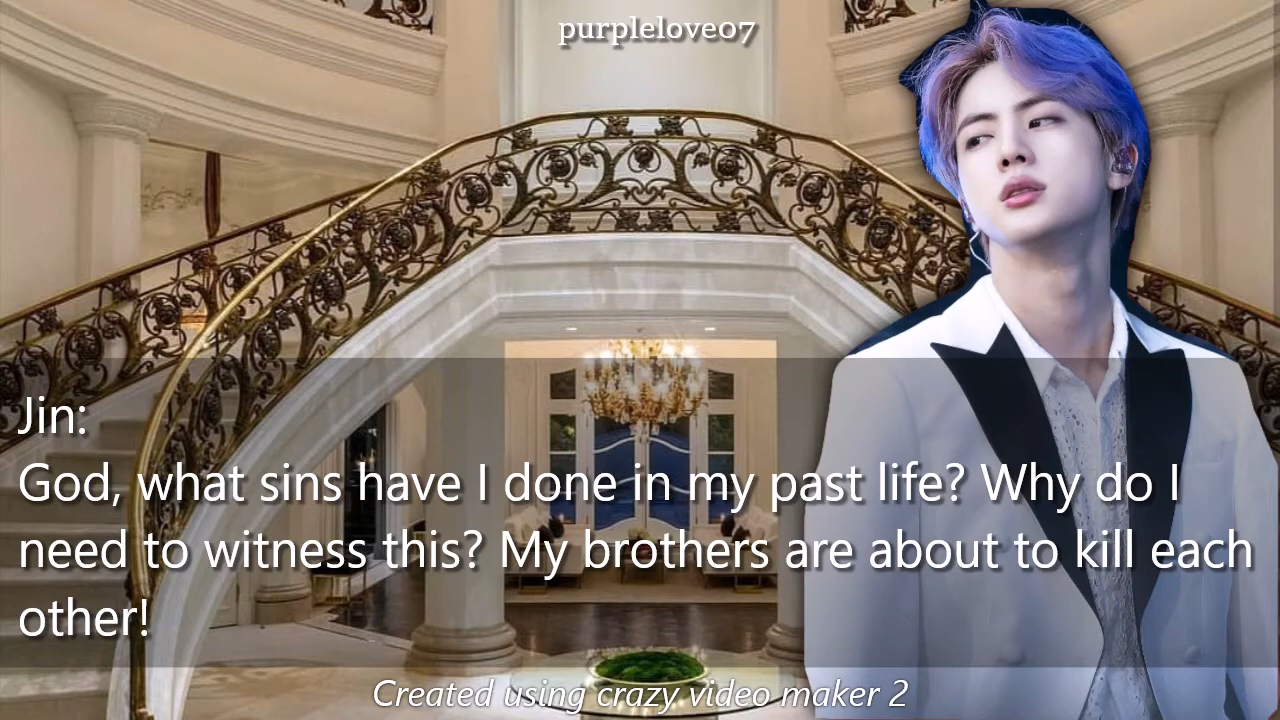 purplelove07
Jin:
God, what sins have I done in my past life? Why do I
need to witness this? My brothers are about to kill each
other!
Created using crazy video maker 2